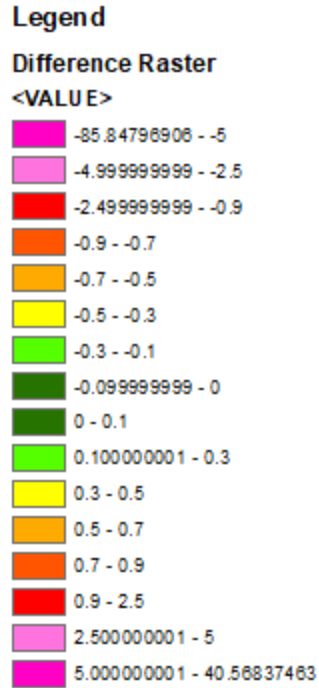 Legend
Difference Raster
<VALUE>
-85.84796906 - -5
-4.999999999 - -2.5
-2.499999999 - -0.9
-0.9 - -0.7
-0.7 - -0.5
-0.5 - -0.3
-0.3 - -0.1
-0.099999999 - 0
0 - 0.1
0.100000001 - 0.3
0.3 - 0.5
0.5 - 0.7
0.7 - 0.9
0.9 - 2.5
2.500000001 - 5
5.000000001 - 40.56837463